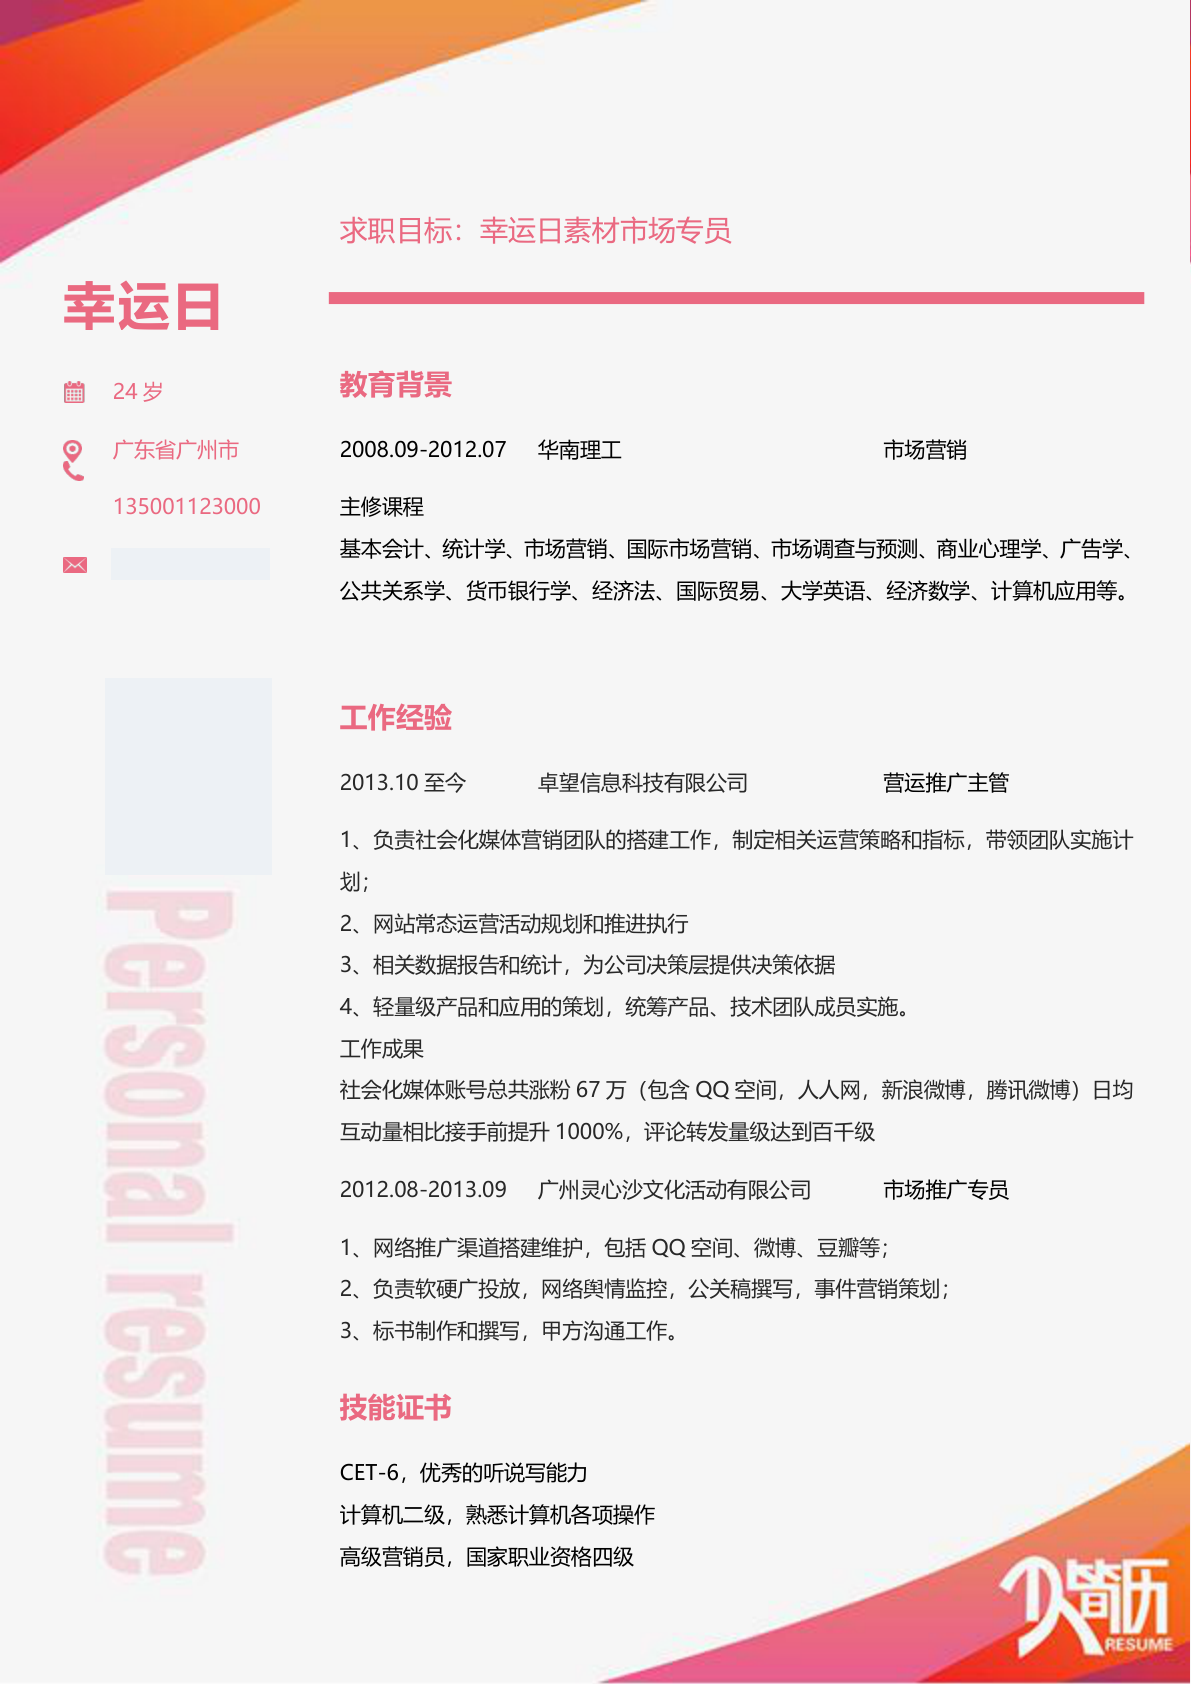 求职目标：幸运日素材市场专员
幸运日
24 岁
广东省广州市
135001123000
教育背景
2008.09-2012.07 华南理工 市场营销
主修课程
基本会计、统计学、市场营销、国际市场营销、市场调查与预测、商业心理学、广告学、
公共关系学、货币银行学、经济法、国际贸易、大学英语、经济数学、计算机应用等。
工作经验
2013.10 至今 卓望信息科技有限公司 营运推广主管
1、负责社会化媒体营销团队的搭建工作，制定相关运营策略和指标，带领团队实施计
划；
2、网站常态运营活动规划和推进执行
3、相关数据报告和统计，为公司决策层提供决策依据
4、轻量级产品和应用的策划，统筹产品、技术团队成员实施。
工作成果
社会化媒体账号总共涨粉 67 万（包含 QQ 空间，人人网，新浪微博，腾讯微博）日均
互动量相比接手前提升 1000%，评论转发量级达到百千级
2012.08-2013.09 广州灵心沙文化活动有限公司 市场推广专员
1、网络推广渠道搭建维护，包括 QQ 空间、微博、豆瓣等；
2、负责软硬广投放，网络舆情监控，公关稿撰写，事件营销策划；
3、标书制作和撰写，甲方沟通工作。
技能证书
CET-6，优秀的听说写能力
计算机二级，熟悉计算机各项操作
高级营销员，国家职业资格四级
Personal resume
个人简历
RESUME